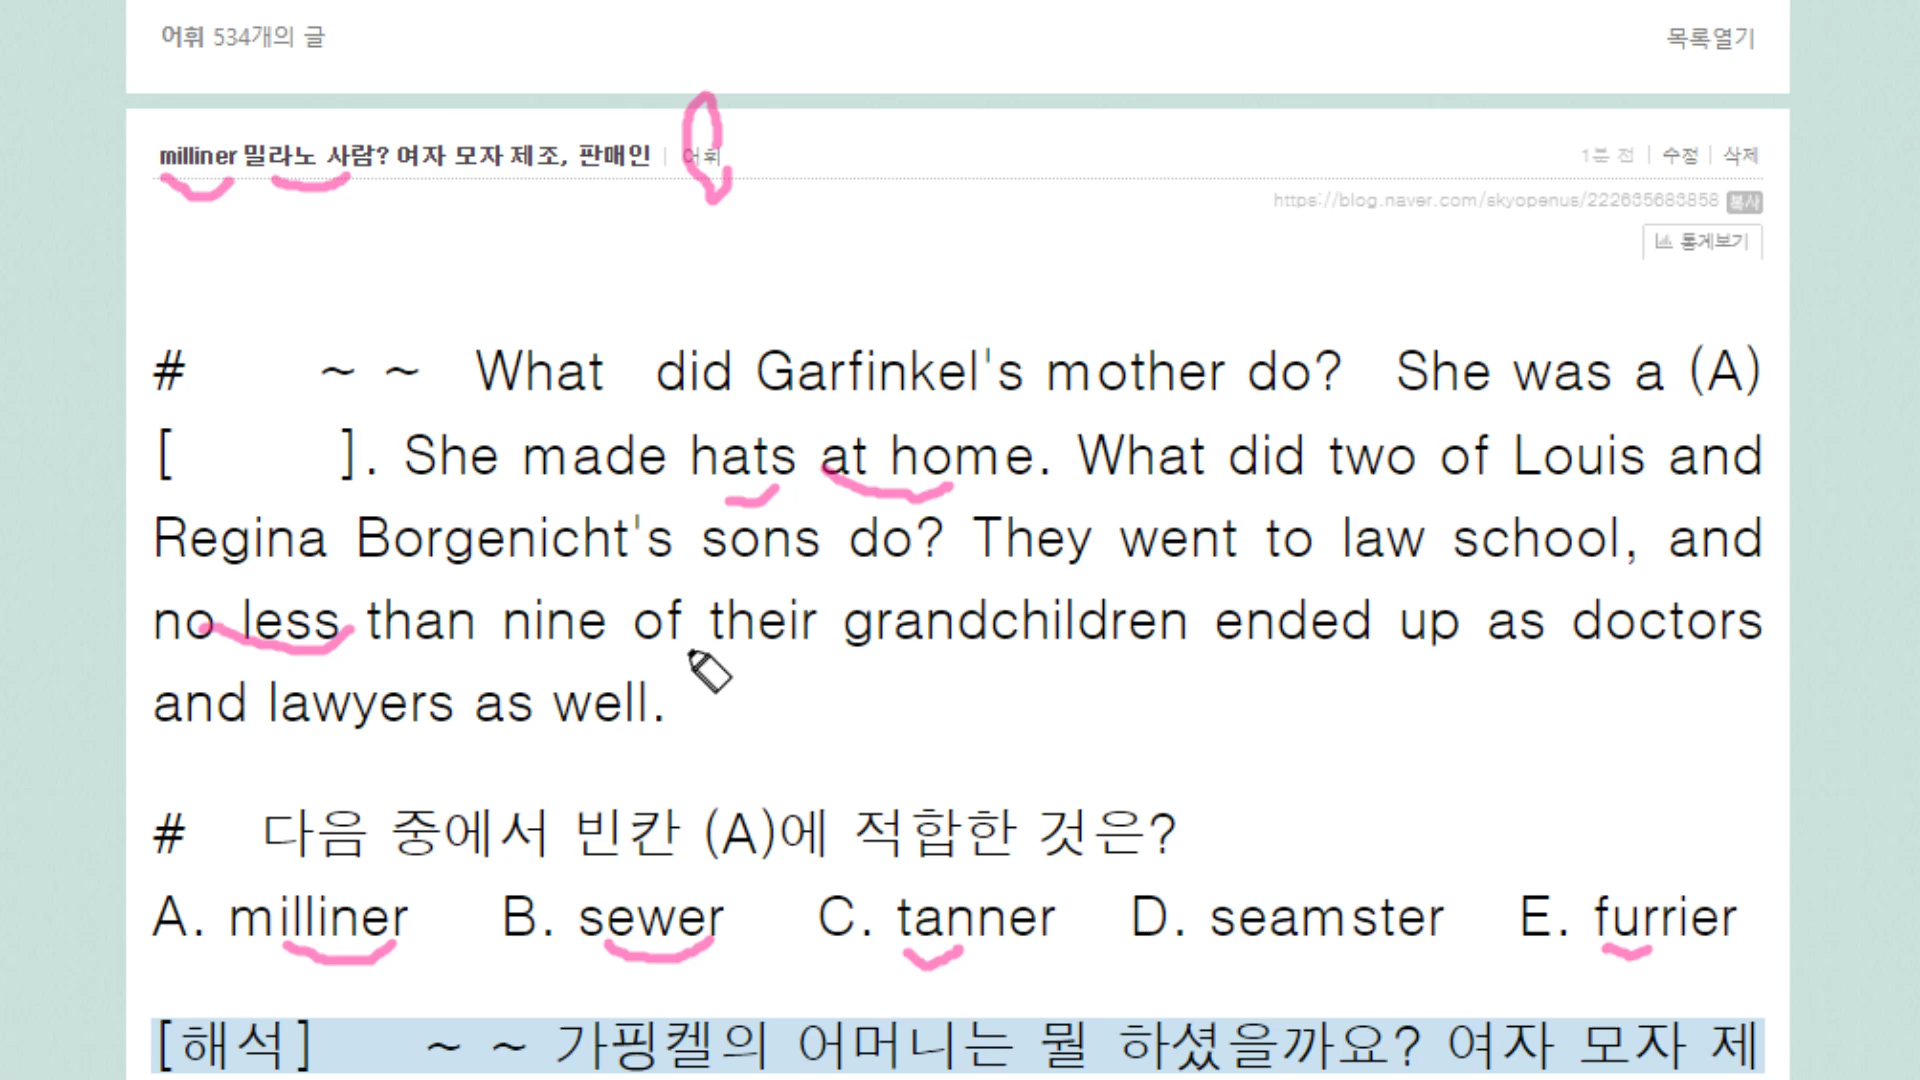 어휘 534개의 글
목록열기
milliner 밀라노 사람? 여자 모자 제조, 판매인 | 어휘
1분 전 | 수정 | 삭제
https://blog.naver.com/skyopenus/222635683858 복사
통계보기
# ~ ~ What did Garfinkel's mother do? She was a (A)
[ ]. She made hats at home. What did two of Louis and
Regina Borgenicht's sons do? They went to law school, and
no less than nine of their grandchildren ended up as doctors
and lawyers as well.
# 다음 중에서 빈칸 (A)에 적합한 것은?
A. milliner B. sewer C. tanner D. seamster E. furrier
[해석] ~ ~ 가핑켈의 어머니는 뭘 하셨을까요? 여자 모자 제